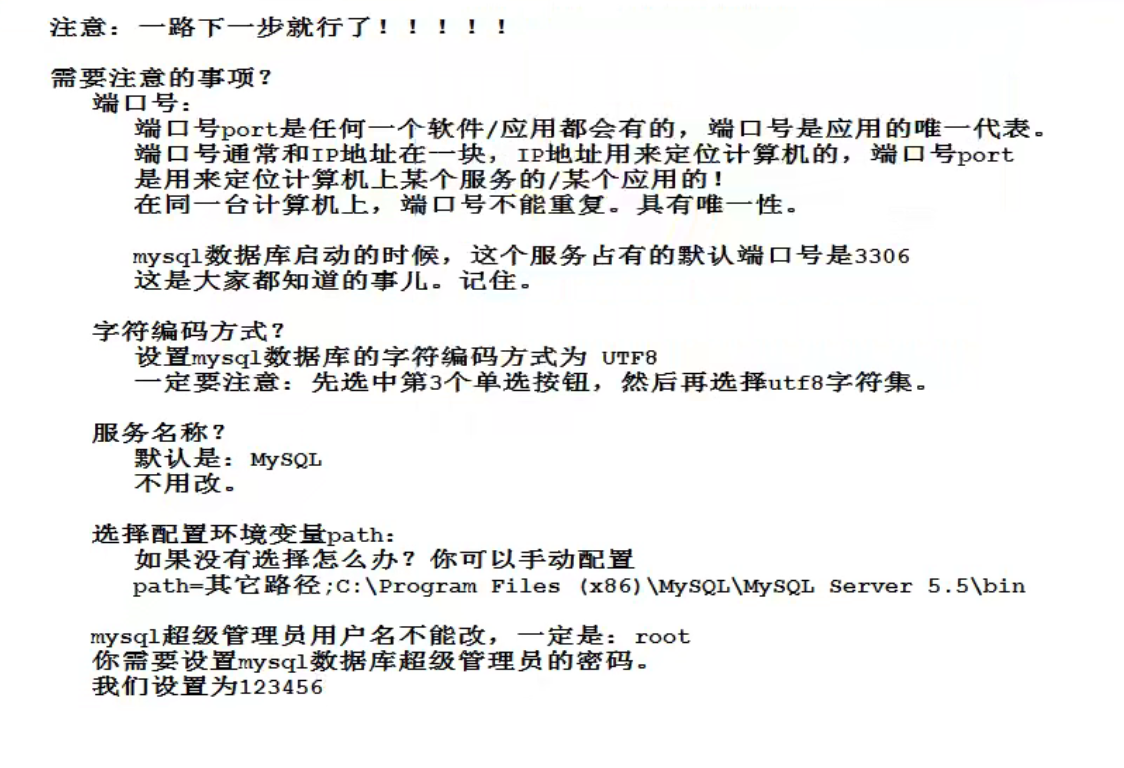 注意：一路下一步就行了！！！！！
需要注意的事项？
端口号：
端口号port是任何一个软件/应用都会有的，端口号是应用的唯一代表。
端口号通常和IP地址在一块，IP地址用来定位计算机的，端口号port
是用来定位计算机上某个服务的/某个应用的！
在同一台计算机上，端口号不能重复。具有唯一性。
mysql数据库启动的时候，这个服务占有的默认端口号是3306
这是大家都知道的事儿。记住。
字符编码方式？
设置mysql数据库的字符编码方式为 UTF8
一定要注意：先选中第3个单选按钮，然后再选择utf8字符集。
服务名称？
默认是：MySQL
不用改。
选择配置环境变量path：
如果没有选择怎么办？你可以手动配置
path=其它路径;C:\Program Files (x86)\MySQL\MySQL Server 5.5\bin
mysql超级管理员用户名不能改，一定是：root
你需要设置mysql数据库超级管理员的密码。
我们设置为123456